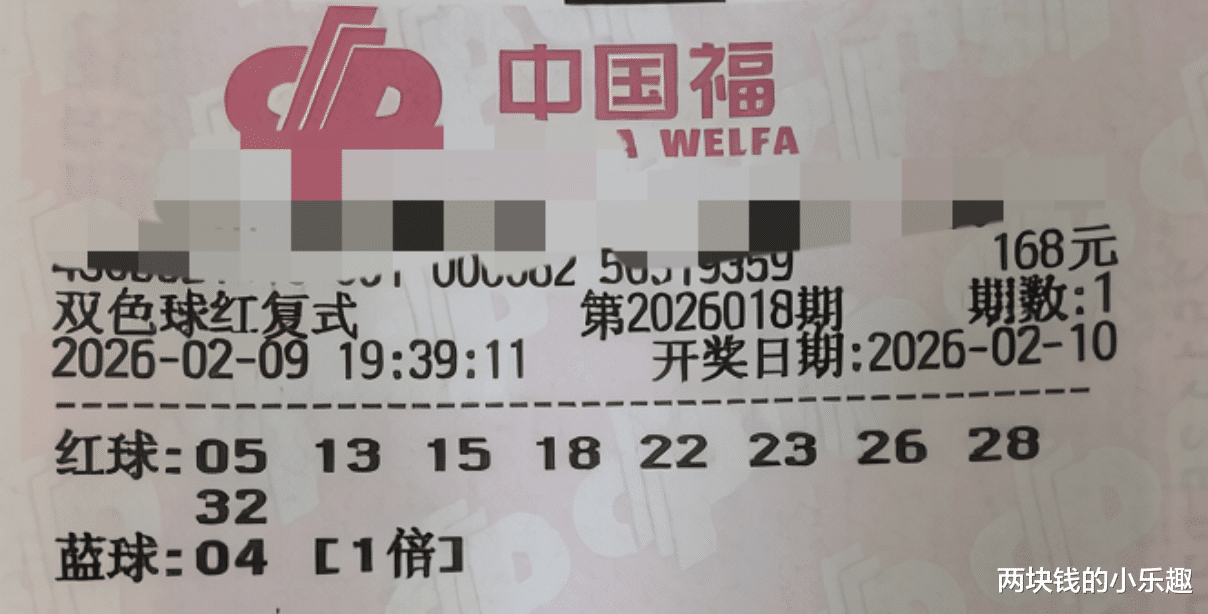 中国福
WELFA
168元
双色球红复式 第2026018期 期数:1
2026-02-09 19:39:11 开奖日期:2026-02-10
红球:05 13 15 18 22 23 26 28
32
蓝球:04 [1倍]
两块钱的小乐趣